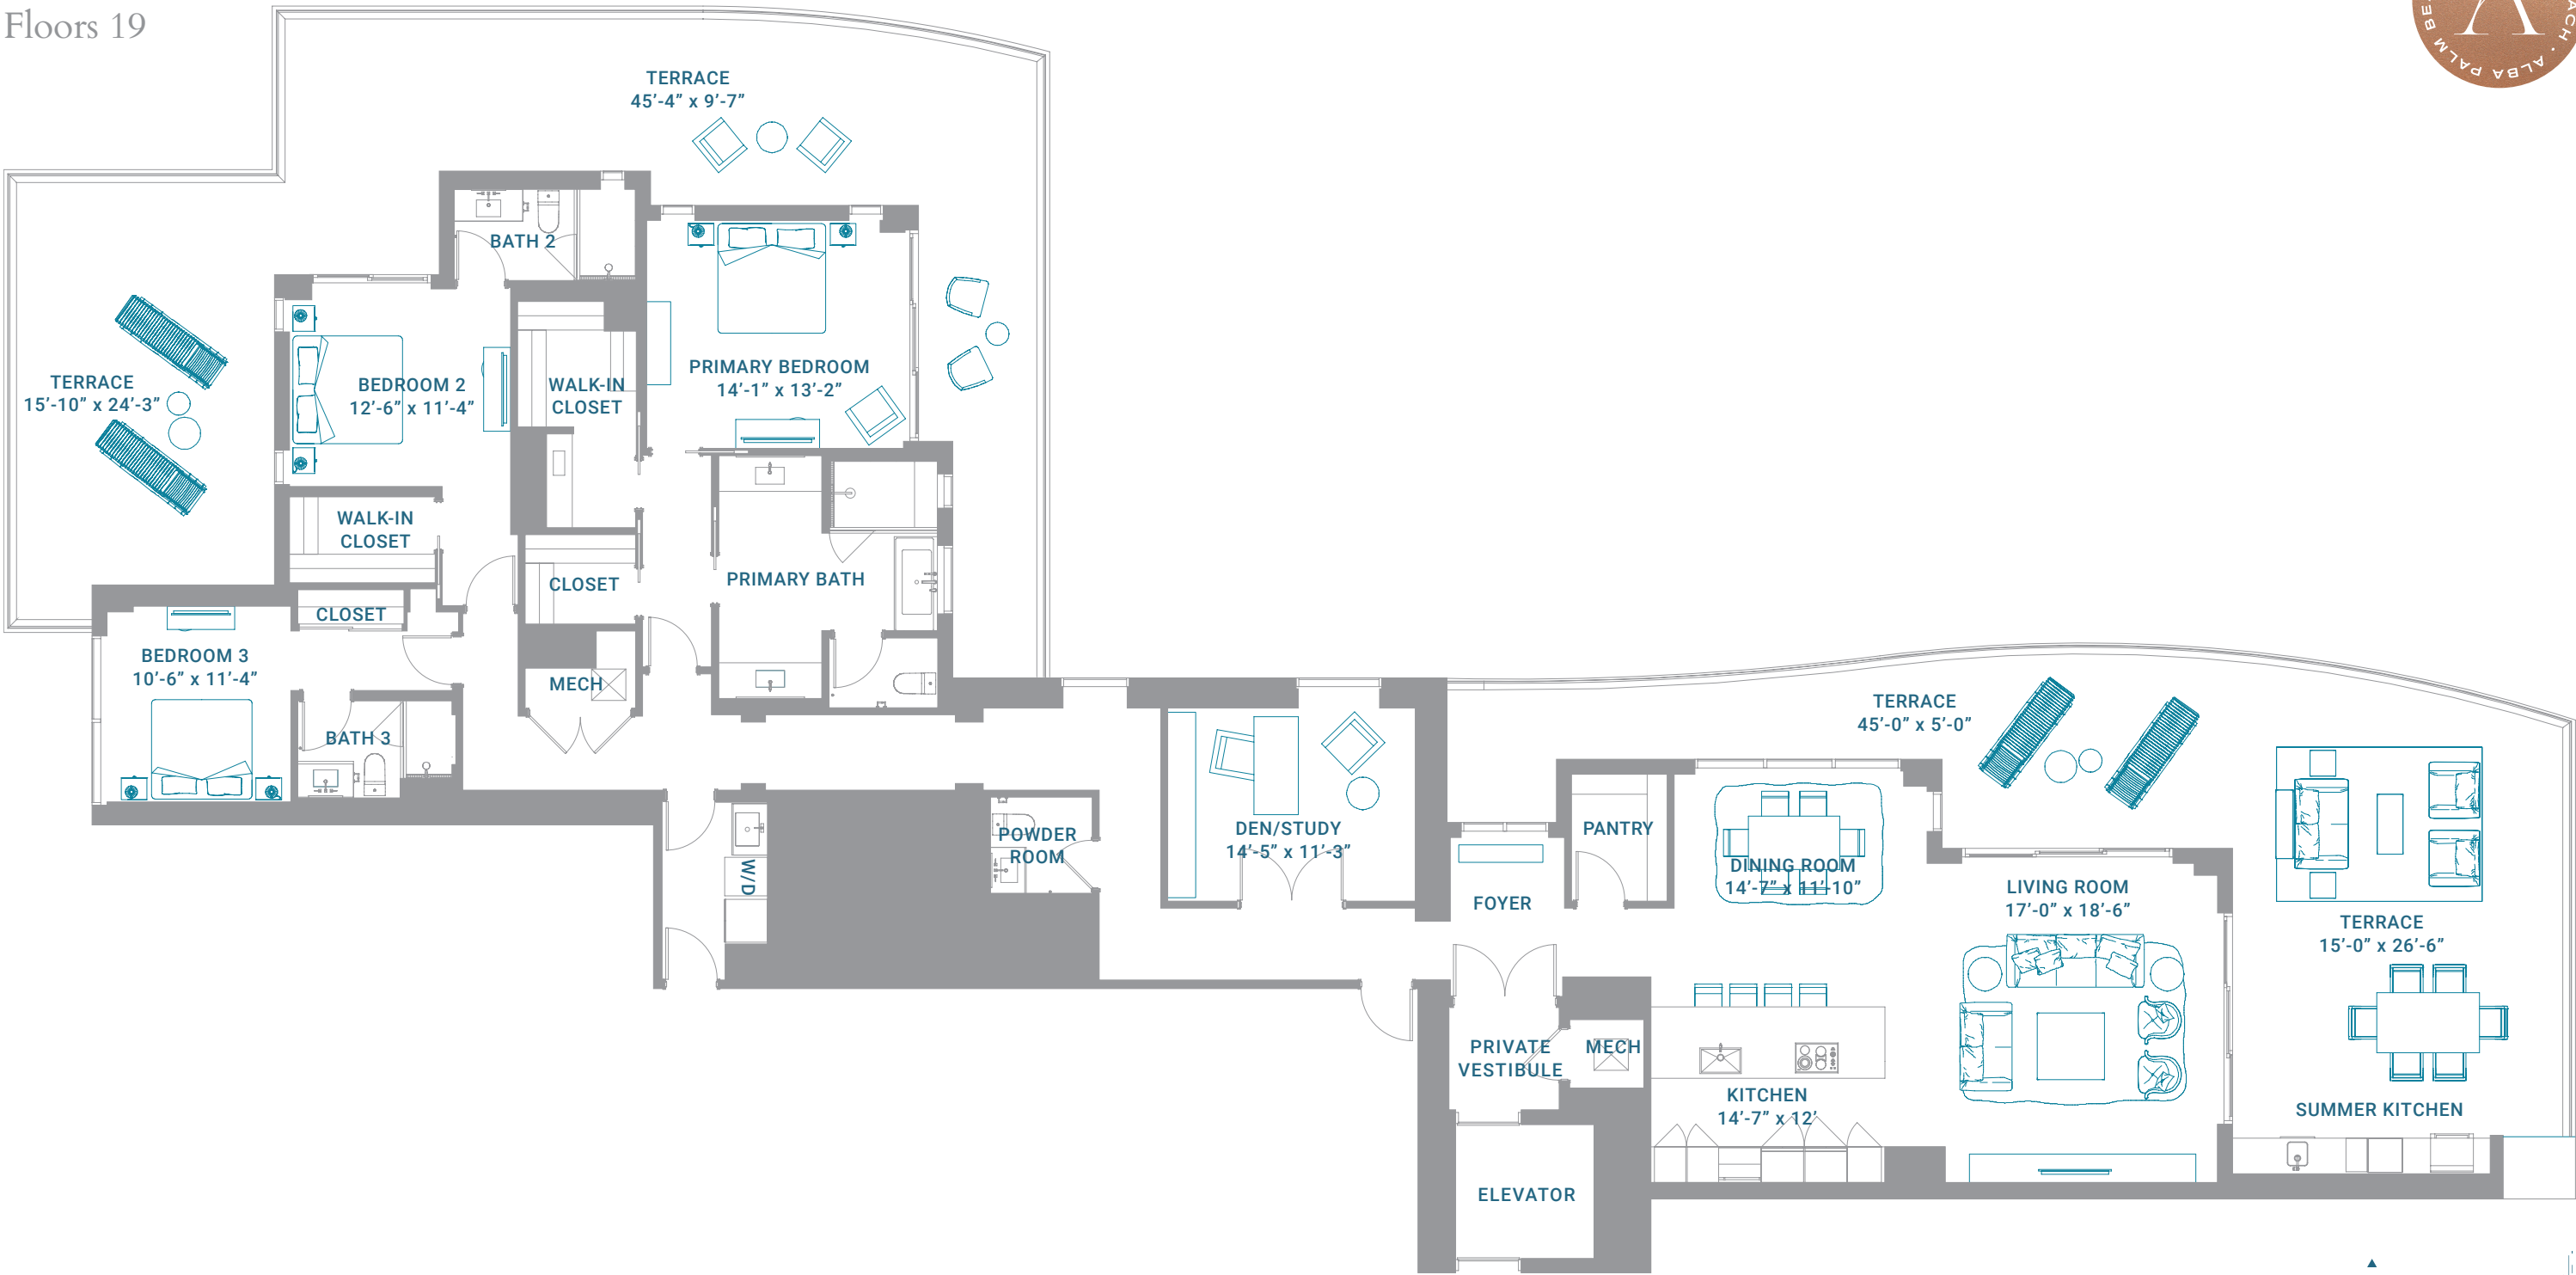 Floors 19
BE
ACH · ALBA PALM
TERRACE
45’-4” x 9’-7”
BATH 2
TERRACE
15’-10” x 24’-3”
BEDROOM 2
12’-6” x 11’-4”
WALK-IN
CLOSET
PRIMARY BEDROOM
14’-1” x 13’-2”
WALK-IN
CLOSET
CLOSET
PRIMARY BATH
CLOSET
BEDROOM 3
10’-6” x 11’-4”
MECH
BATH 3
TERRACE
45’-0” x 5’-0”
W/D
POWDER
ROOM
DEN/STUDY
14’-5” x 11’-3”
PANTRY
DINING ROOM
14’-7” x 11’-10”
FOYER
LIVING ROOM
17’-0” x 18’-6”
TERRACE
15’-0” x 26’-6”
PRIVATE
VESTIBULE
MECH
KITCHEN
14’-7” x 12’
SUMMER KITCHEN
ELEVATOR